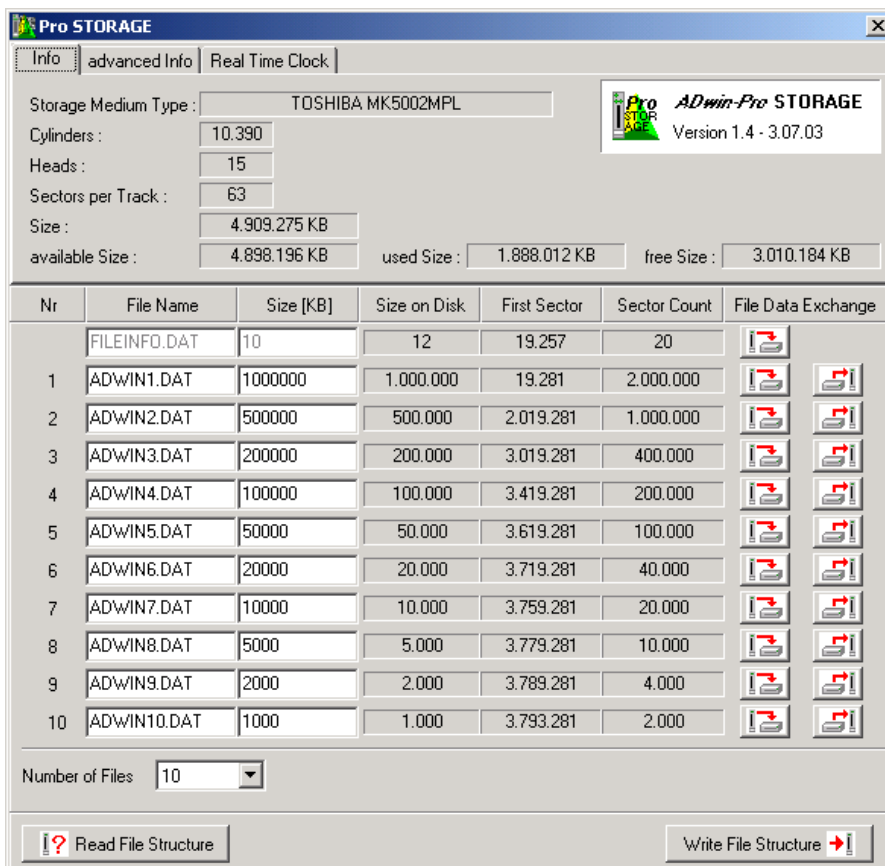 Pro STORAGE
Info advanced Info Real Time Clock
Storage Medium Type : TOSHIBA MK5002MPL
Pro STORAGE ADwin-Pro STORAGE
Version 1.4 - 3.07.03
Cylinders : 10.390
Heads : 15
Sectors per Track : 63
Size : 4.909.275 KB
available Size : 4.898.196 KB used Size : 1.888.012 KB free Size : 3.010.184 KB
Nr File Name Size [KB] Size on Disk First Sector Sector Count File Data Exchange
FILEINFO.DAT 10 12 19.257 20
1 ADWIN1.DAT 1000000 1.000.000 19.281 2.000.000
2 ADWIN2.DAT 500000 500.000 2.019.281 1.000.000
3 ADWIN3.DAT 200000 200.000 3.019.281 400.000
4 ADWIN4.DAT 100000 100.000 3.419.281 200.000
5 ADWIN5.DAT 50000 50.000 3.619.281 100.000
6 ADWIN6.DAT 20000 20.000 3.719.281 40.000
7 ADWIN7.DAT 10000 10.000 3.759.281 20.000
8 ADWIN8.DAT 5000 5.000 3.779.281 10.000
9 ADWIN9.DAT 2000 2.000 3.789.281 4.000
10 ADWIN10.DAT 1000 1.000 3.793.281 2.000
Number of Files 10
Read File Structure Write File Structure